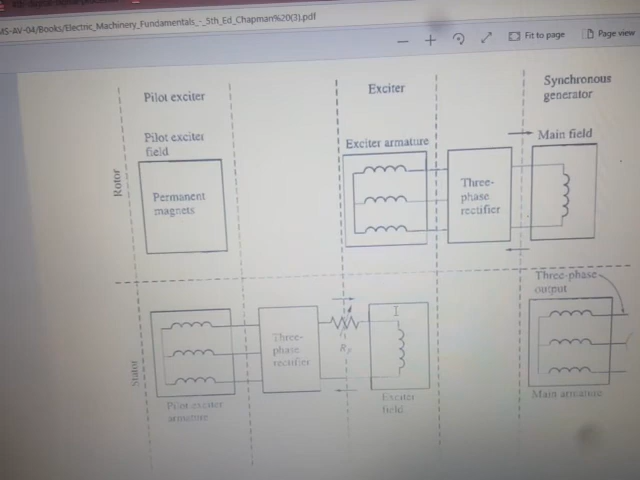 MS-AV-04/Books/Electric_Machinery_Fundamentals_-_5th_Ed_Chapman%20(3).pdf
Fit to page
Page view
Pilot exciter
Exciter
Synchronous
generator
Pilot exciter
field
Exciter armature
Main field
Rotor
Permanent
magnets
Three-
phase
rectifier
Three-phase
output
Stator
Three-
phase
rectifier
Pilot exciter
armature
Exciter
field
Main armature